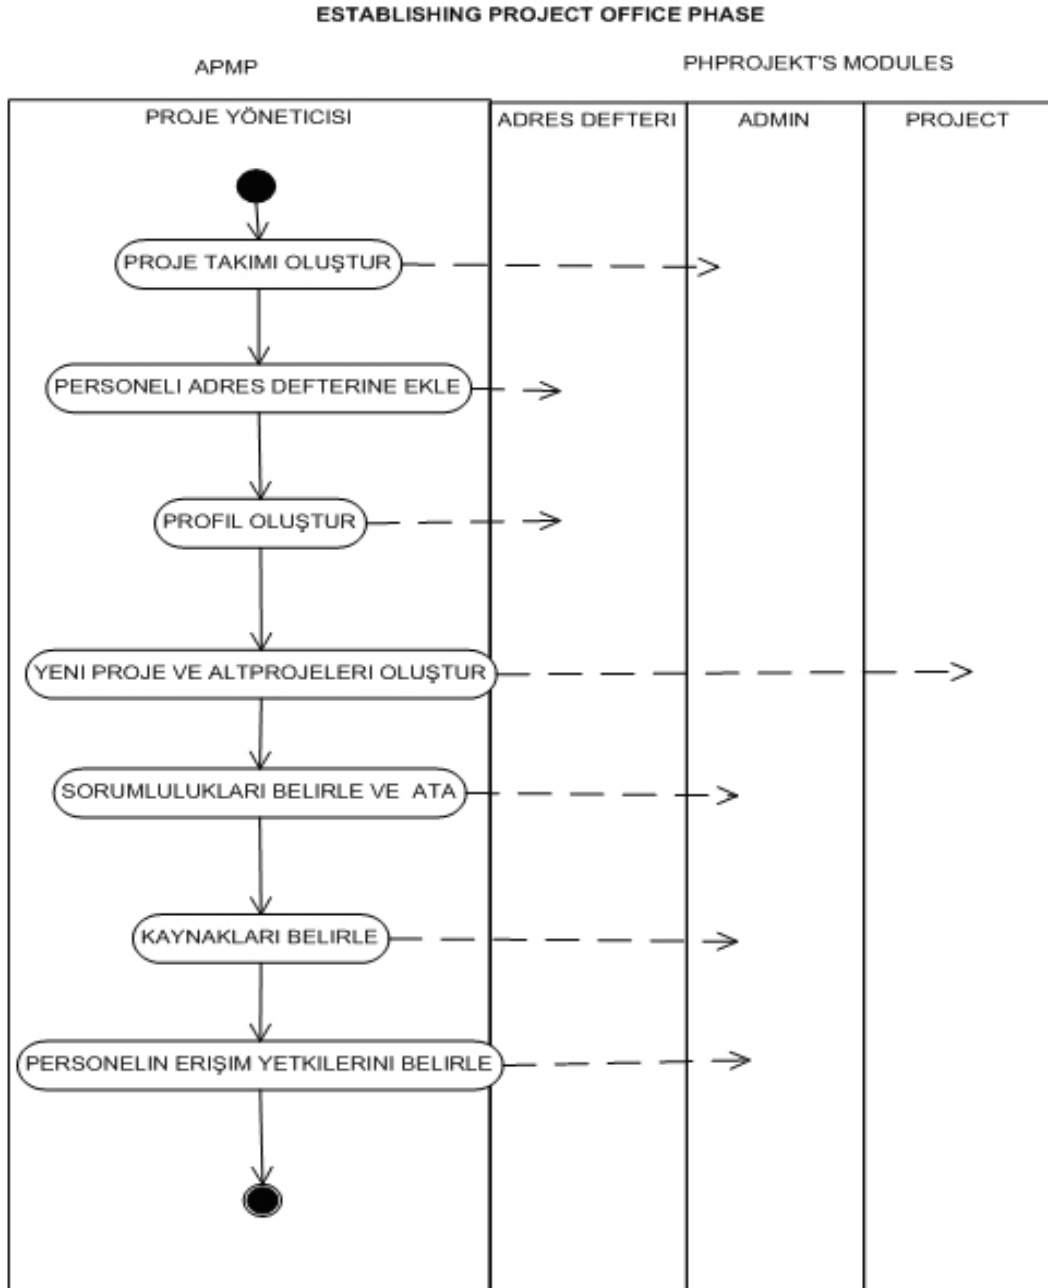 ESTABLISHING PROJECT OFFICE PHASE
APMP
PHPROJEKT'S MODULES
PROJE YÖNETICISI
ADRES DEFTERI
ADMIN
PROJECT
PROJE TAKIMI OLUŞTUR
PERSONELI ADRES DEFTERINE EKLE
PROFIL OLUŞTUR
YENI PROJE VE ALTPROJELERI OLUŞTUR
SORUMLULUKLARI BELIRLE VE ATA
KAYNAKLARI BELIRLE
PERSONELIN ERIŞIM YETKILERINI BELIRLE